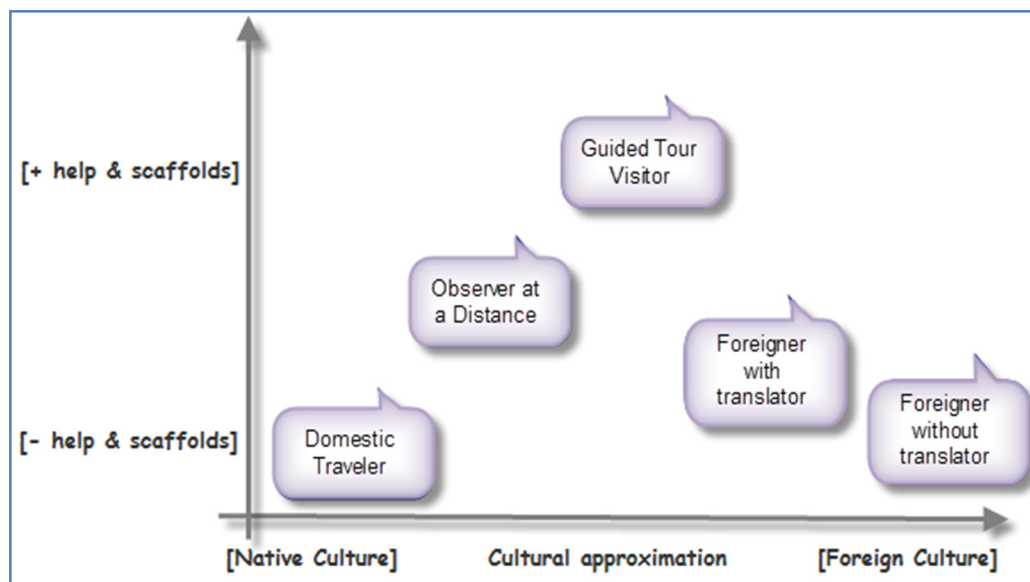 Guided Tour
Visitor
[+ help & scaffolds]
Observer at
a Distance
Foreigner
with
translator
Foreigner
without
translator
Domestic
Traveler
[- help & scaffolds]
[Native Culture]
Cultural approximation
[Foreign Culture]